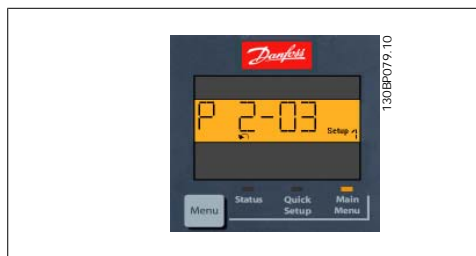 Danfoss
130BP079.10
P 2-03
Setup 1
Status
Quick Setup
Main Menu
Menu